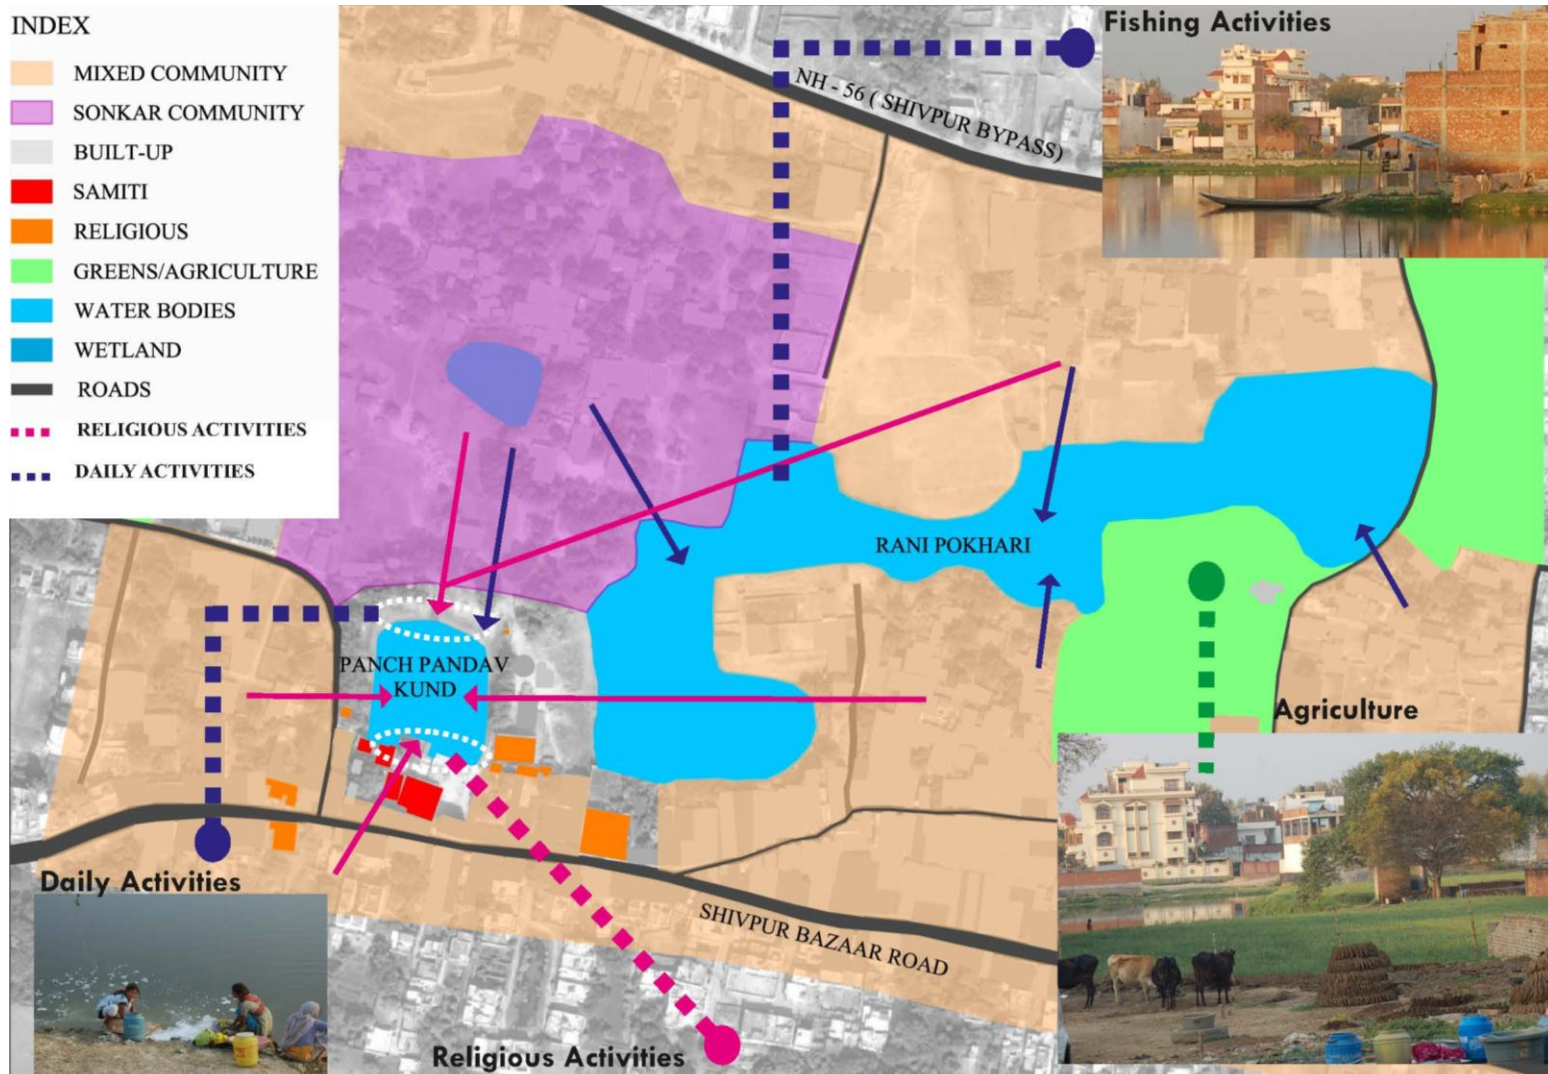 INDEX
MIXED COMMUNITY
SONKAR COMMUNITY
BUILT-UP
SAMITI
RELIGIOUS
GREENS/AGRICULTURE
WATER BODIES
WETLAND
ROADS
RELIGIOUS ACTIVITIES
DAILY ACTIVITIES
Fishing Activities
NH - 56 ( SHIVPUR BYPASS)
RANI POKHARI
PANCH PANDAV
KUND
Agriculture
Daily Activities
SHIVPUR BAZAAR ROAD
Religious Activities